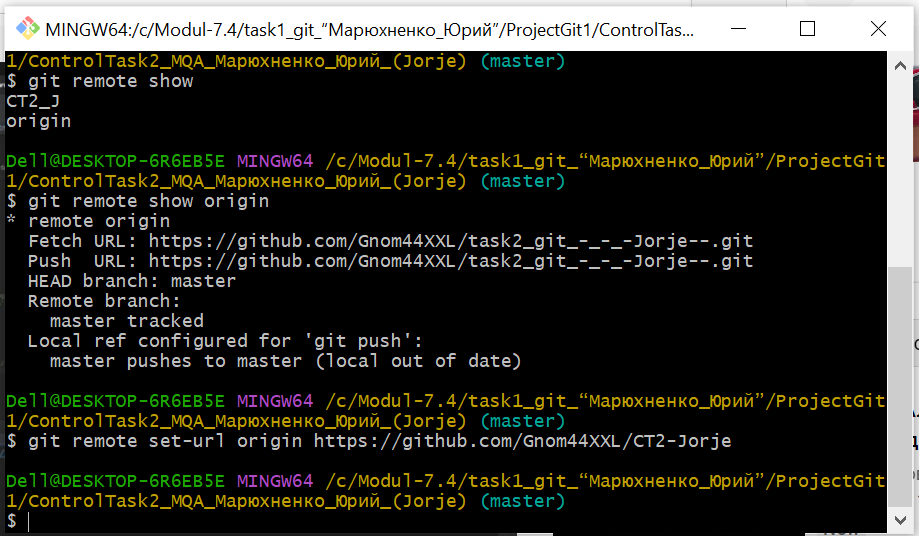 MINGW64:/c/Modul-7.4/task1_git_“Марюхненко_Юрий”/ProjectGit1/ControlTas...
1/ControlTask2_MQA_Марюхненко_Юрий_(Jorje) (master)
$ git remote show
CT2_J
origin
Dell@DESKTOP-6R6EB5E MINGW64 /c/Modul-7.4/task1_git_“Марюхненко_Юрий”/ProjectGit
1/ControlTask2_MQA_Марюхненко_Юрий_(Jorje) (master)
$ git remote show origin
* remote origin
  Fetch URL: https://github.com/Gnom44XXL/task2_git_-_-_-Jorje--.git
  Push  URL: https://github.com/Gnom44XXL/task2_git_-_-_-Jorje--.git
  HEAD branch: master
  Remote branch:
    master tracked
  Local ref configured for 'git push':
    master pushes to master (local out of date)
Dell@DESKTOP-6R6EB5E MINGW64 /c/Modul-7.4/task1_git_“Марюхненко_Юрий”/ProjectGit
1/ControlTask2_MQA_Марюхненко_Юрий_(Jorje) (master)
$ git remote set-url origin https://github.com/Gnom44XXL/CT2-Jorje
Dell@DESKTOP-6R6EB5E MINGW64 /c/Modul-7.4/task1_git_“Марюхненко_Юрий”/ProjectGit
1/ControlTask2_MQA_Марюхненко_Юрий_(Jorje) (master)
$